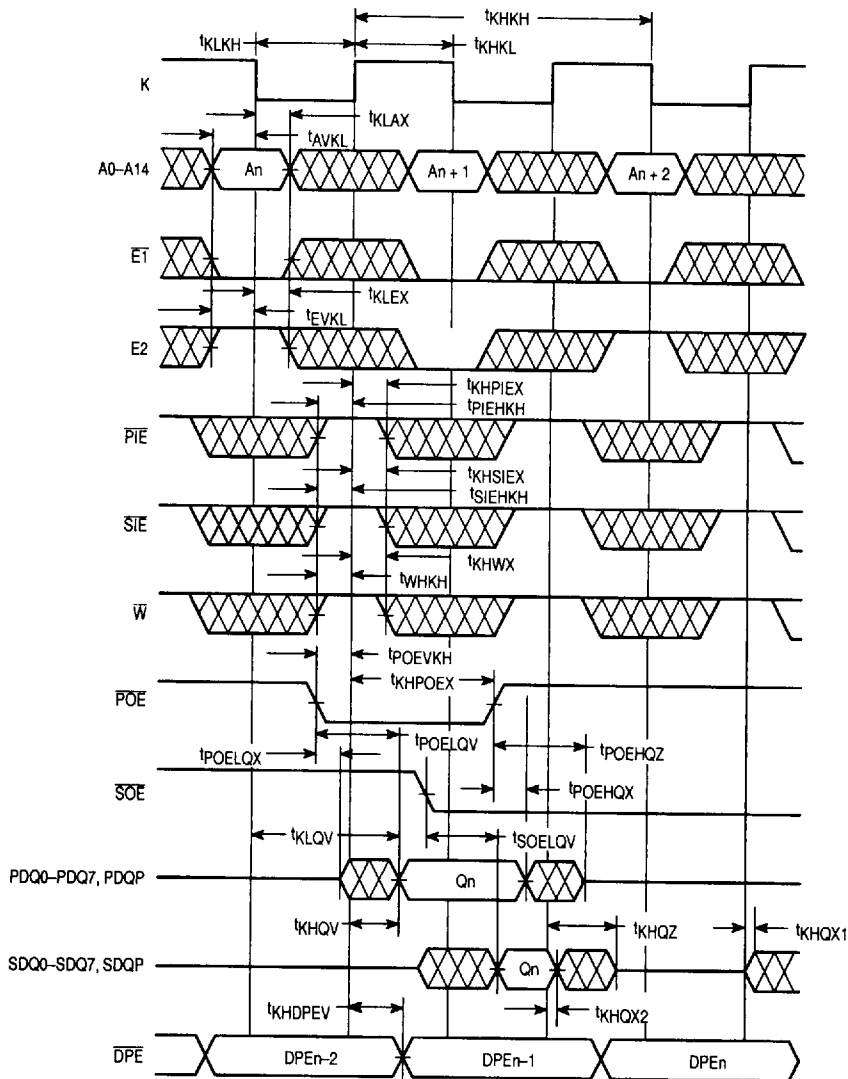 tKHKH
tKLKH tKHKL
K
tKLAX
tAVKL
A0–A14 An An + 1 An + 2
E1
tKLEX
tEVKL
E2
tKHPIEX
tPIEHKH
PIE
tKHSIEX
tSIEHKH
SIE
tKHWX
tWHKH
W
tPOEVKH
tKHPOEX
POE
tPOELQX tPOELQV tPOEHQZ
SOE tPOEHQX
tKLQV tSOELQV
PDQ0–PDQ7, PDQP Qn
tKHQV tKHQZ tKHQX1
SDQ0–SDQ7, SDQP Qn
tKHDPEV tKHQX2
DPE DPEn–2 DPEn–1 DPEn